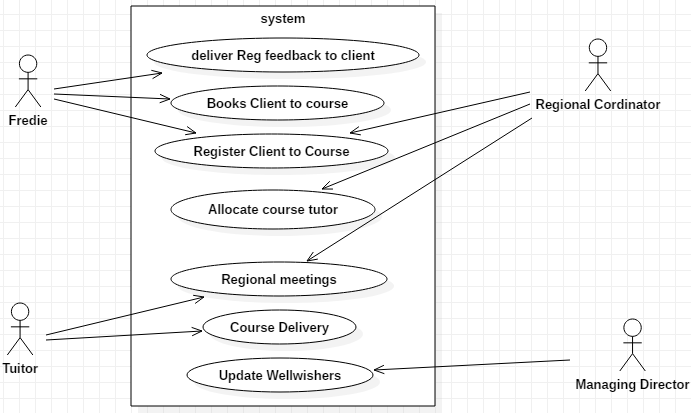 system
deliver Reg feedback to client
Books Client to course
Fredie
Regional Cordinator
Register Client to Course
Allocate course tutor
Regional meetings
Course Delivery
Tuitor
Update Wellwishers
Managing Director